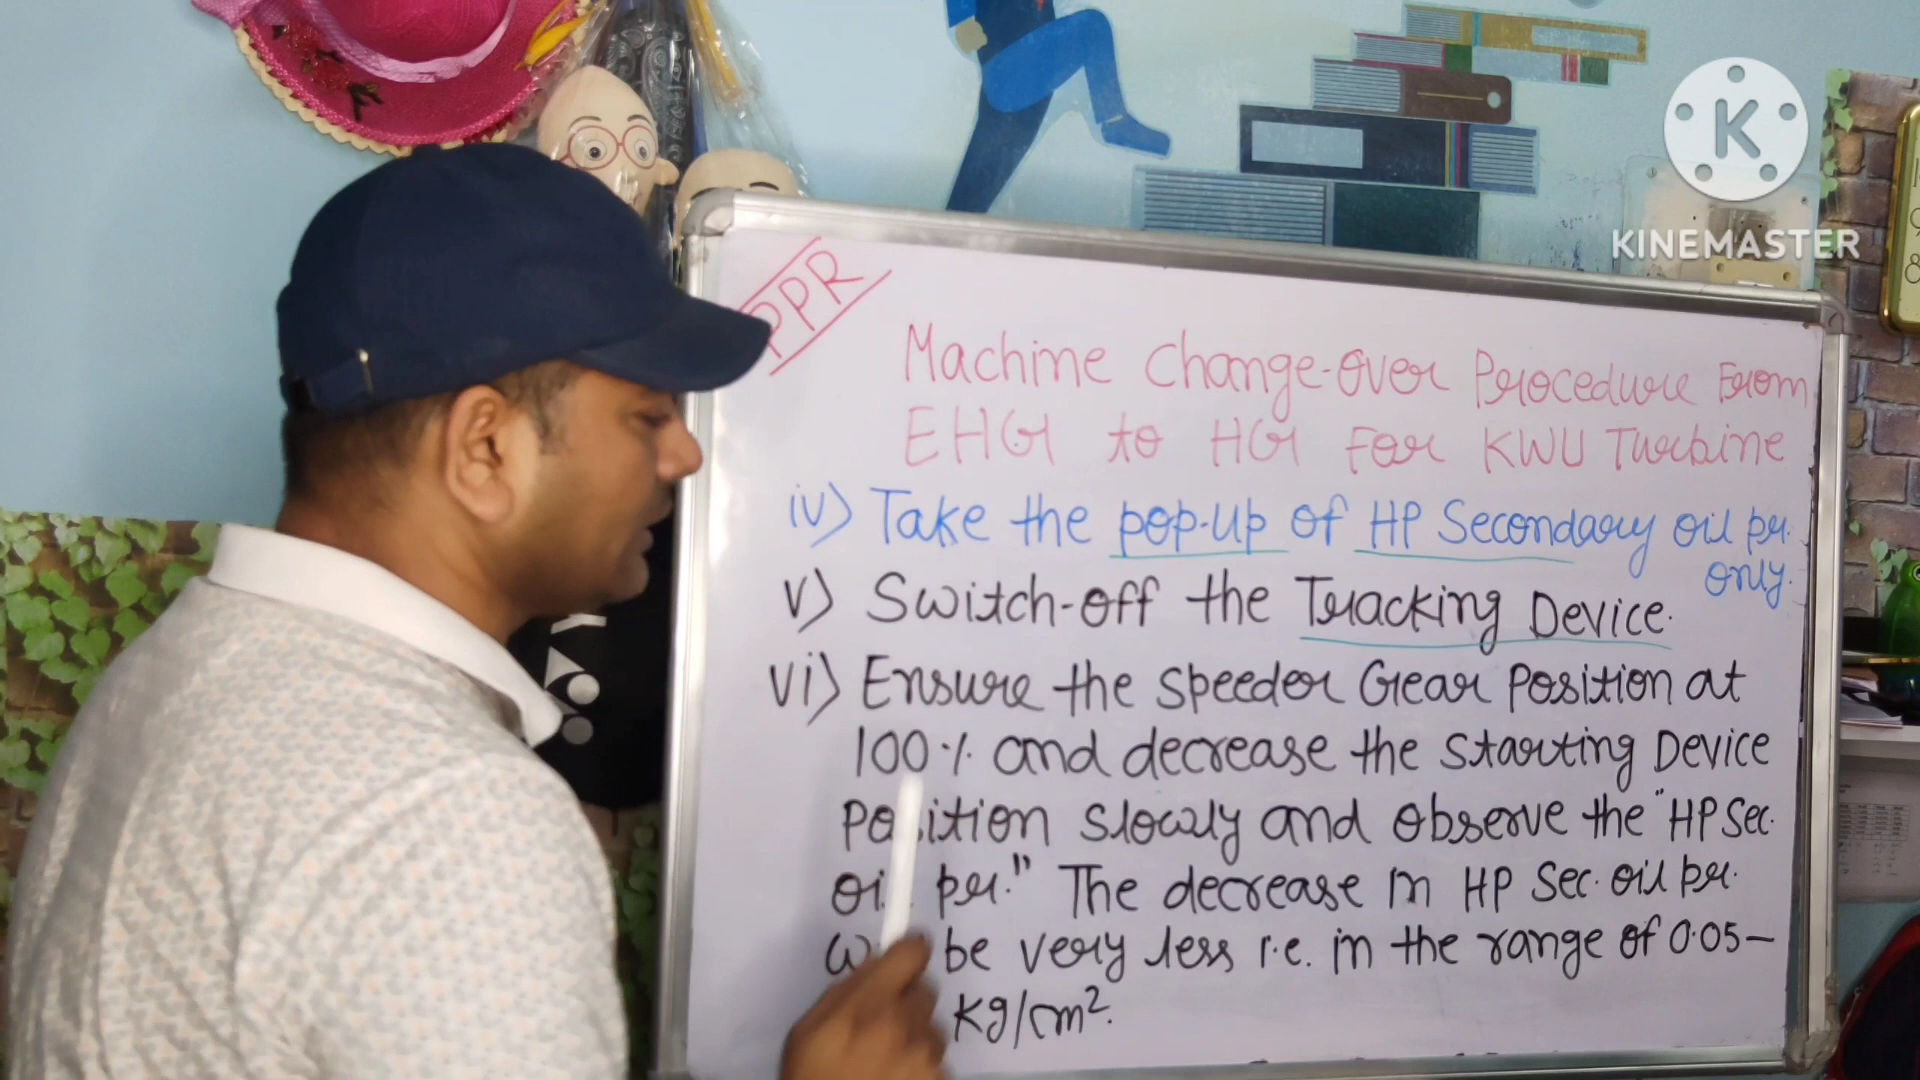 K
KINEMASTER
PPR
Machine Change-over Procedure From
EHG to HG For KWU Turbine
iv) Take the pop-up of HP Secondary oil pr.
only.
v) Switch-off the Tracking Device.
vi) Ensure the speeder Gear Position at
100% and decrease the starting Device
Position slowly and observe the "HP Sec.
pr." The decrease in HP Sec. oil pr.
be very less i.e. in the range of 0.05-
kg/cm².